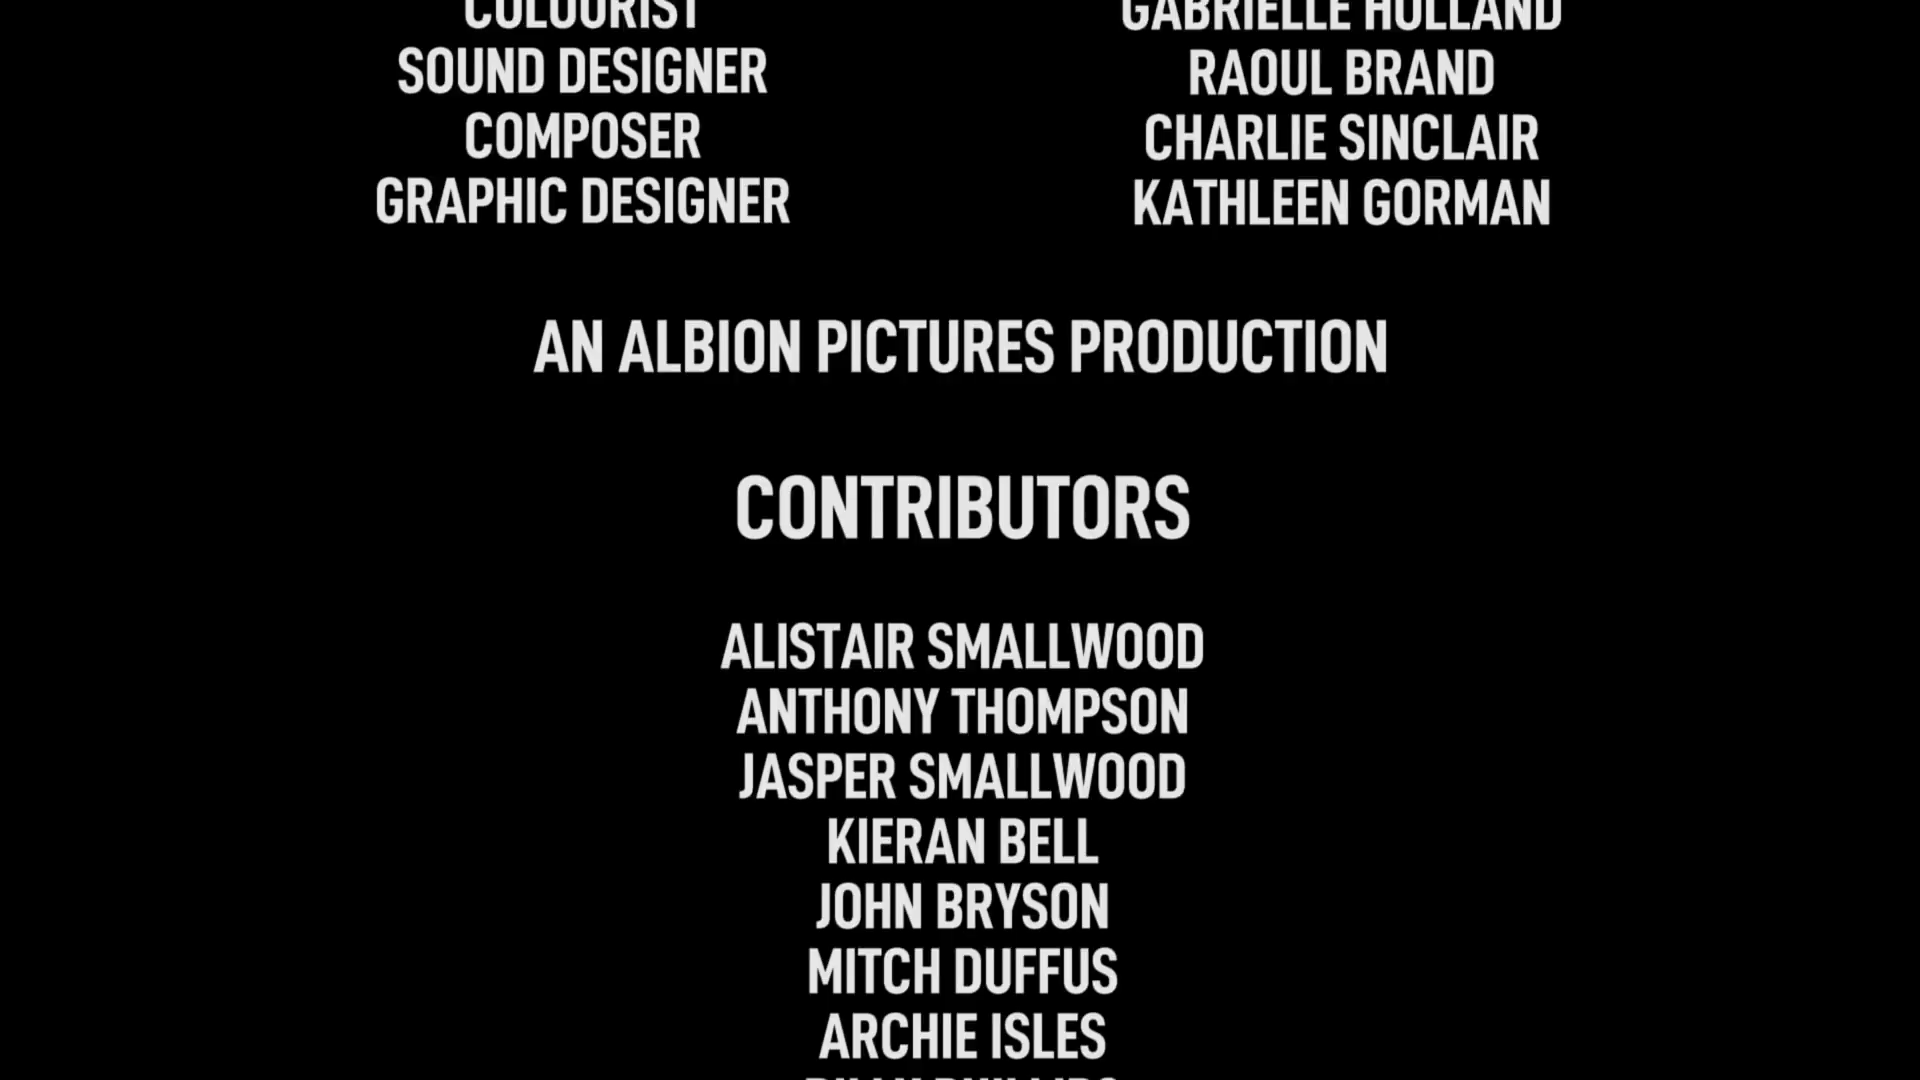 COLOURIST GABRIELLE HOLLAND
SOUND DESIGNER RAOUL BRAND
COMPOSER CHARLIE SINCLAIR
GRAPHIC DESIGNER KATHLEEN GORMAN
AN ALBION PICTURES PRODUCTION
CONTRIBUTORS
ALISTAIR SMALLWOOD
ANTHONY THOMPSON
JASPER SMALLWOOD
KIERAN BELL
JOHN BRYSON
MITCH DUFFUS
ARCHIE ISLES